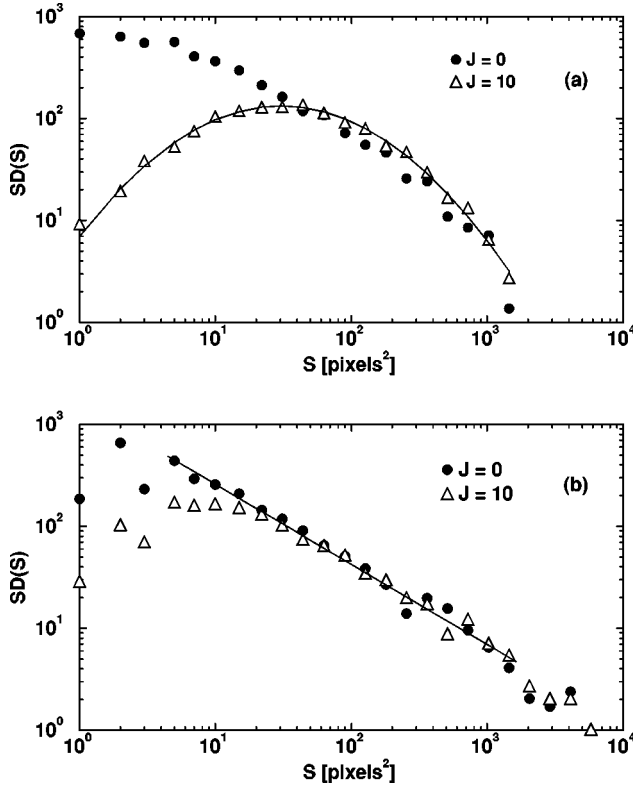 10³
10²
10¹
10⁰
SD(S)
● J = 0
△ J = 10
(a)
10⁰ 10¹ 10² 10³ 10⁴
S [pixels²]
10³
10²
10¹
10⁰
SD(S)
● J = 0
△ J = 10
(b)
10⁰ 10¹ 10² 10³ 10⁴
S [pixels²]